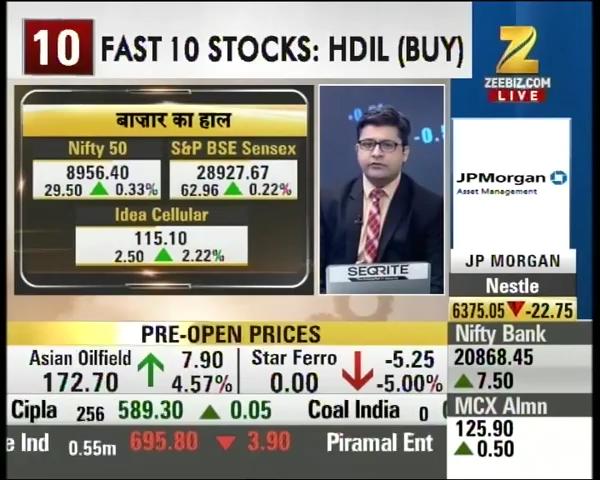 10 FAST 10 STOCKS: HDIL (BUY)
ZEEBIZ.COM
LIVE
बाज़ार का हाल
Nifty 50
8956.40
29.50 ▲ 0.33%
S&P BSE Sensex
28927.67
62.96 ▲ 0.22%
Idea Cellular
115.10
2.50 ▲ 2.22%
-0.
SEQRITE
JPMorgan
Asset Management
JP MORGAN
Nestle
6375.05 ▼ -22.75
PRE-OPEN PRICES
Asian Oilfield
172.70
7.90
4.57%
Star Ferro
0.00
-5.25
-5.00%
Nifty Bank
20868.45
▲ 7.50
Cipla 256 589.30 ▲ 0.05 Coal India 0
MCX Almn
125.90
▲ 0.50
e Ind 0.55m 695.80 ▼ 3.90 Piramal Ent